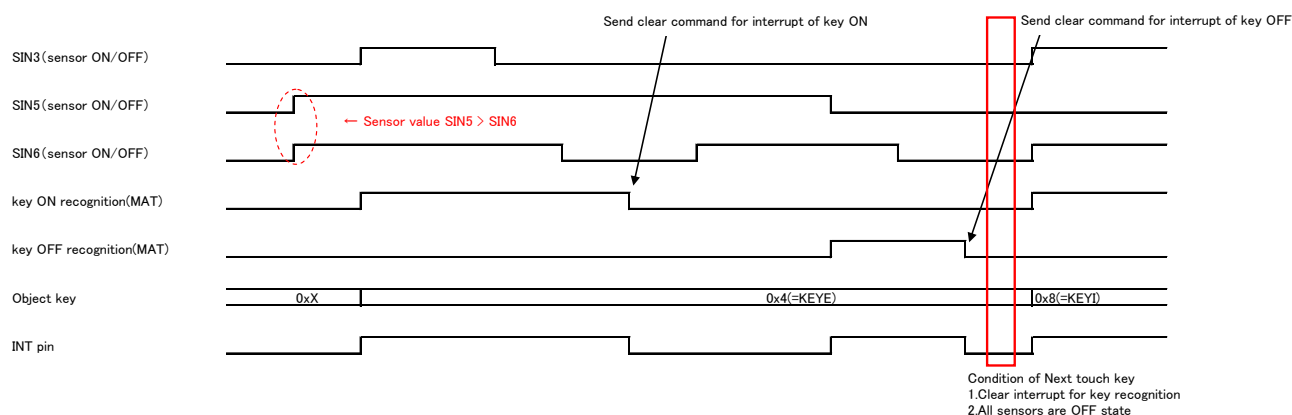 Send clear command for interrupt of key ON
Send clear command for interrupt of key OFF
SIN3(sensor ON/OFF)
SIN5(sensor ON/OFF)
← Sensor value SIN5 > SIN6
SIN6(sensor ON/OFF)
key ON recognition(MAT)
key OFF recognition(MAT)
Object key
0xX
0x4(=KEYE)
0x8(=KEYI)
INT pin
Condition of Next touch key
1.Clear interrupt for key recognition
2.All sensors are OFF state